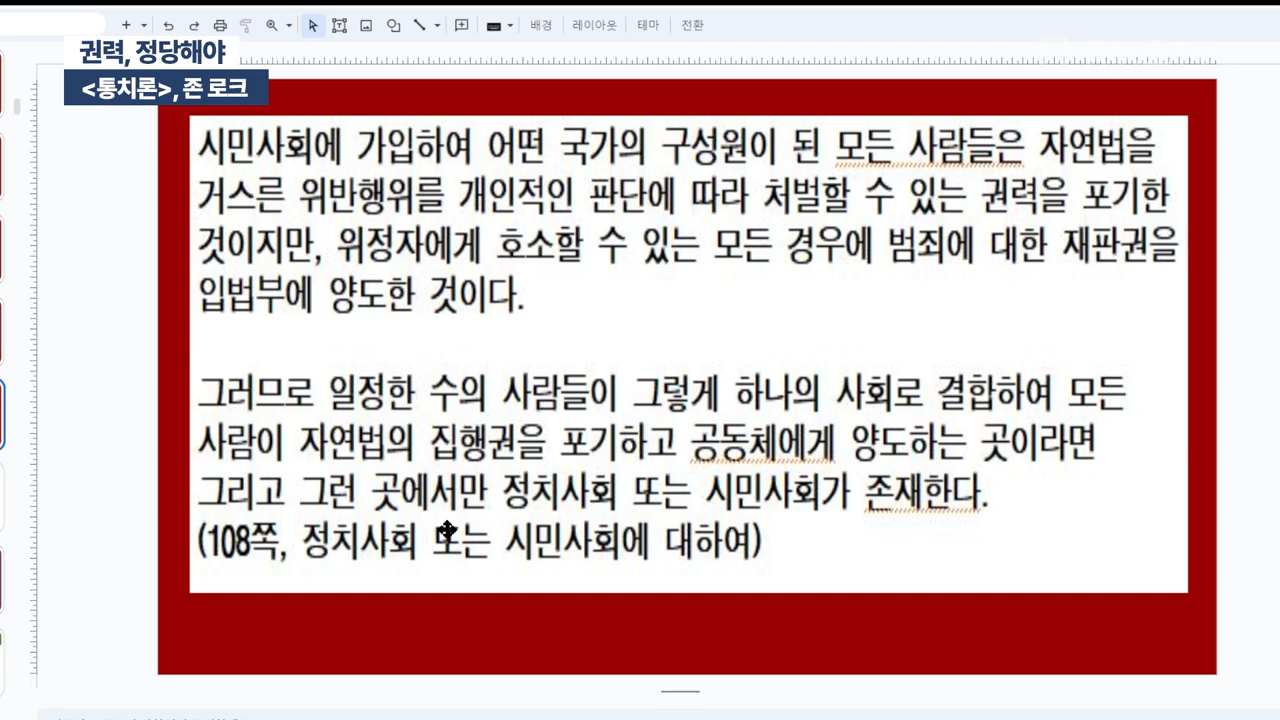 배경
레이아웃
테마
전환
권력, 정당해야
<통치론>, 존 로크
시민사회에 가입하여 어떤 국가의 구성원이 된 모든 사람들은 자연법을
거스른 위반행위를 개인적인 판단에 따라 처벌할 수 있는 권력을 포기한
것이지만, 위정자에게 호소할 수 있는 모든 경우에 범죄에 대한 재판권을
입법부에 양도한 것이다.
그러므로 일정한 수의 사람들이 그렇게 하나의 사회로 결합하여 모든
사람이 자연법의 집행권을 포기하고 공동체에게 양도하는 곳이라면
그리고 그런 곳에서만 정치사회 또는 시민사회가 존재한다.
(108쪽, 정치사회 또는 시민사회에 대하여)